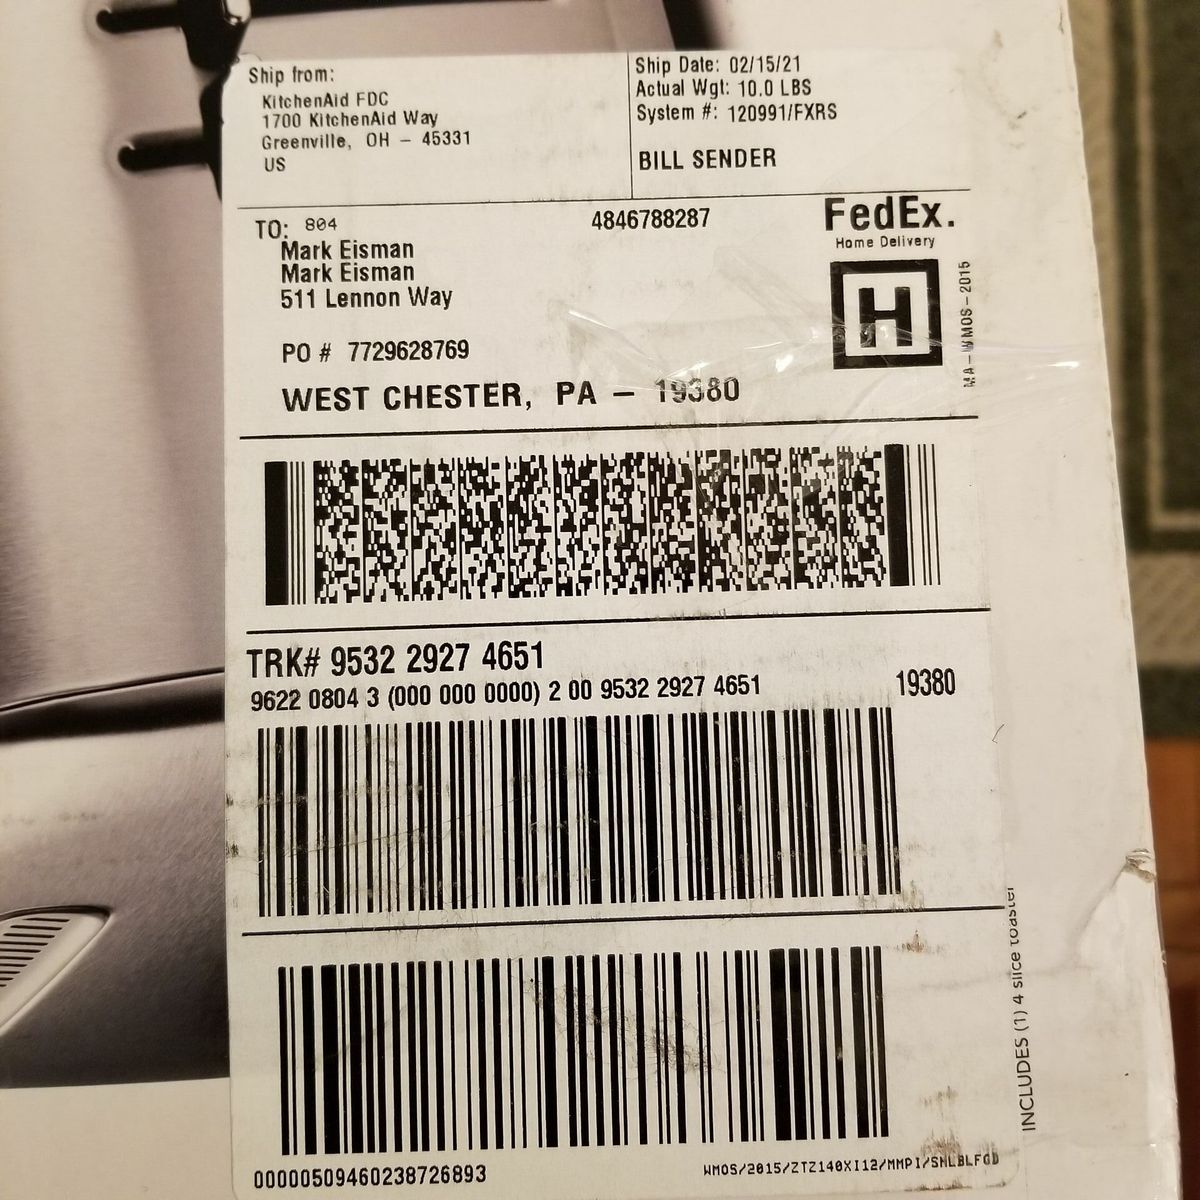 Ship from:
KitchenAid FDC
1700 KitchenAid Way
Greenville, OH - 45331
US
Ship Date: 02/15/21
Actual Wgt: 10.0 LBS
System #: 120991/FXRS
BILL SENDER
TO: 804
4846788287
Mark Eisman
Mark Eisman
511 Lennon Way
PO # 7729628769
WEST CHESTER, PA - 19380
FedEx.
Home Delivery
H
MA-WMOS-2015
TRK# 9532 2927 4651
9622 0804 3 (000 000 0000) 2 00 9532 2927 4651
19380
00000509460238726893
WMOS/2015/ZTZ140XI12/MMPI/SHLBLFGD
INCLUDES (1) 4 slice toaster